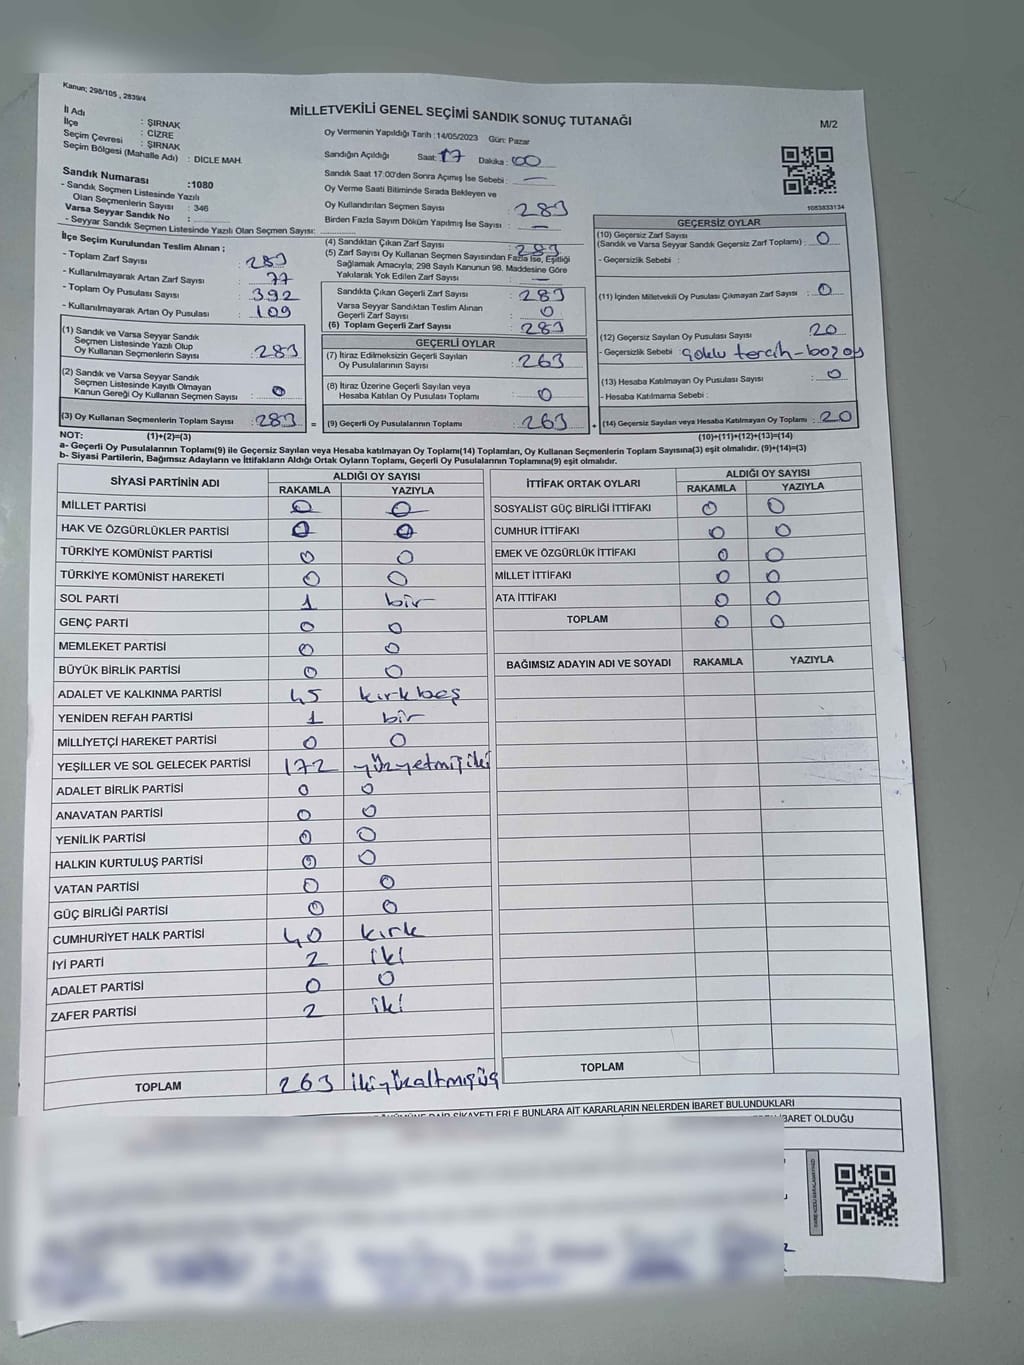 Kanun; 298/105 , 2839/4
MİLLETVEKİLİ GENEL SEÇİMİ SANDIK SONUÇ TUTANAĞI
M/2
İl Adı : ŞIRNAK
İlçe : CİZRE
Seçim Çevresi : ŞIRNAK
Seçim Bölgesi (Mahalle Adı) : DİCLE MAH.
Sandık Numarası :1080
- Sandık Seçmen Listesinde Yazılı
Olan Seçmenlerin Sayısı : 346
Varsa Seyyar Sandık No :
- Seyyar Sandık Seçmen Listesinde Yazılı Olan Seçmen Sayısı:
Oy Vermenin Yapıldığı Tarih :14/05/2023 Gün: Pazar
Sandığın Açıldığı Saat: 17 Dakika : 00
Sandık Saat 17.00'den Sonra Açımış İse Sebebi : —
Oy Verme Saati Bitiminde Sırada Bekleyen ve
Oy Kullandırılan Seçmen Sayısı : 283
Birden Fazla Sayım Döküm Yapılmış İse Sayısı : —
1083833134
İlçe Seçim Kurulundan Teslim Alınan ;
- Toplam Zarf Sayısı : 283
- Kullanılmayarak Artan Zarf Sayısı : 77
- Toplam Oy Pusulası Sayısı : 392
- Kullanılmayarak Artan Oy Pusulası : 109
(1) Sandık ve Varsa Seyyar Sandık
Seçmen Listesinde Yazılı Olup
Oy Kullanan Seçmenlerin Sayısı : 283
(2) Sandık ve Varsa Seyyar Sandık
Seçmen Listesinde Kayıtlı Olmayan
Kanun Gereği Oy Kullanan Seçmen Sayısı : 0
(3) Oy Kullanan Seçmenlerin Toplam Sayısı : 283
(4) Sandıktan Çıkan Zarf Sayısı : 283
(5) Zarf Sayısı Oy Kullanan Seçmen Sayısından Fazla İse, Eşitliği
Sağlamak Amacıyla; 298 Sayılı Kanunun 98. Maddesine Göre
Yakılarak Yok Edilen Zarf Sayısı : —
Sandıkta Çıkan Geçerli Zarf Sayısı : 283
Varsa Seyyar Sandıktan Teslim Alınan
Geçerli Zarf Sayısı : 0
(6) Toplam Geçerli Zarf Sayısı : 283
GEÇERLİ OYLAR
(7) İtiraz Edilmeksizin Geçerli Sayılan
Oy Pusulalarının Sayısı : 263
(8) İtiraz Üzerine Geçerli Sayılan veya
Hesaba Katılan Oy Pusulası Toplamı : 0
= (9) Geçerli Oy Pusulalarının Toplamı : 263
GEÇERSİZ OYLAR
(10) Geçersiz Zarf Sayısı
(Sandık ve Varsa Seyyar Sandık Geçersiz Zarf Toplamı) : 0
- Geçersizlik Sebebi :
(11) İçinden Milletvekili Oy Pusulası Çıkmayan Zarf Sayısı : 0
(12) Geçersiz Sayılan Oy Pusulası Sayısı : 20
- Geçersizlik Sebebi : çoklu tercih-boz oy
(13) Hesaba Katılmayan Oy Pusulası Sayısı : 0
- Hesaba Katılmama Sebebi :
+ (14) Geçersiz Sayılan veya Hesaba Katılmayan Oy Toplamı : 20
NOT: (1)+(2)=(3) (10)+(11)+(12)+(13)=(14)
a- Geçerli Oy Pusulalarının Toplamı(9) ile Geçersiz Sayılan veya Hesaba katılmayan Oy Toplamı(14) Toplamları, Oy Kullanan Seçmenlerin Toplam Sayısına(3) eşit olmalıdır. (9)+(14)=(3)
b- Siyasi Partilerin, Bağımsız Adayların ve İttifakların Aldığı Ortak Oyların Toplamı, Geçerli Oy Pusulalarının Toplamına(9) eşit olmalıdır.
SİYASİ PARTİNİN ADI ALDIĞI OY SAYISI
RAKAMLA YAZIYLA
MİLLET PARTİSİ 0 0
HAK VE ÖZGÜRLÜKLER PARTİSİ 0 0
TÜRKİYE KOMÜNİST PARTİSİ 0 0
TÜRKİYE KOMÜNİST HAREKETİ 0 0
SOL PARTİ 1 bir
GENÇ PARTİ 0 0
MEMLEKET PARTİSİ 0 0
BÜYÜK BİRLİK PARTİSİ 0 0
ADALET VE KALKINMA PARTİSİ 45 kırkbeş
YENİDEN REFAH PARTİSİ 1 bir
MİLLİYETÇİ HAREKET PARTİSİ 0 0
YEŞİLLER VE SOL GELECEK PARTİSİ 172 yüzyetmişiki
ADALET BİRLİK PARTİSİ 0 0
ANAVATAN PARTİSİ 0 0
YENİLİK PARTİSİ 0 0
HALKIN KURTULUŞ PARTİSİ 0 0
VATAN PARTİSİ 0 0
GÜÇ BİRLİĞİ PARTİSİ 0 0
CUMHURİYET HALK PARTİSİ 40 kırk
İYİ PARTİ 2 iki
ADALET PARTİSİ 0 0
ZAFER PARTİSİ 2 iki
TOPLAM 263 ikiyüzaltmışüç
İTTİFAK ORTAK OYLARI ALDIĞI OY SAYISI
RAKAMLA YAZIYLA
SOSYALİST GÜÇ BİRLİĞİ İTTİFAKI 0 0
CUMHUR İTTİFAKI 0 0
EMEK VE ÖZGÜRLÜK İTTİFAKI 0 0
MİLLET İTTİFAKI 0 0
ATA İTTİFAKI 0 0
TOPLAM 0 0
BAĞIMSIZ ADAYIN ADI VE SOYADI RAKAMLA YAZIYLA
TOPLAM
DAİR ŞİKAYETLERLE BUNLARA AİT KARARLARIN NELERDEN İBARET BULUNDUKLARI
İBARET OLDUĞU